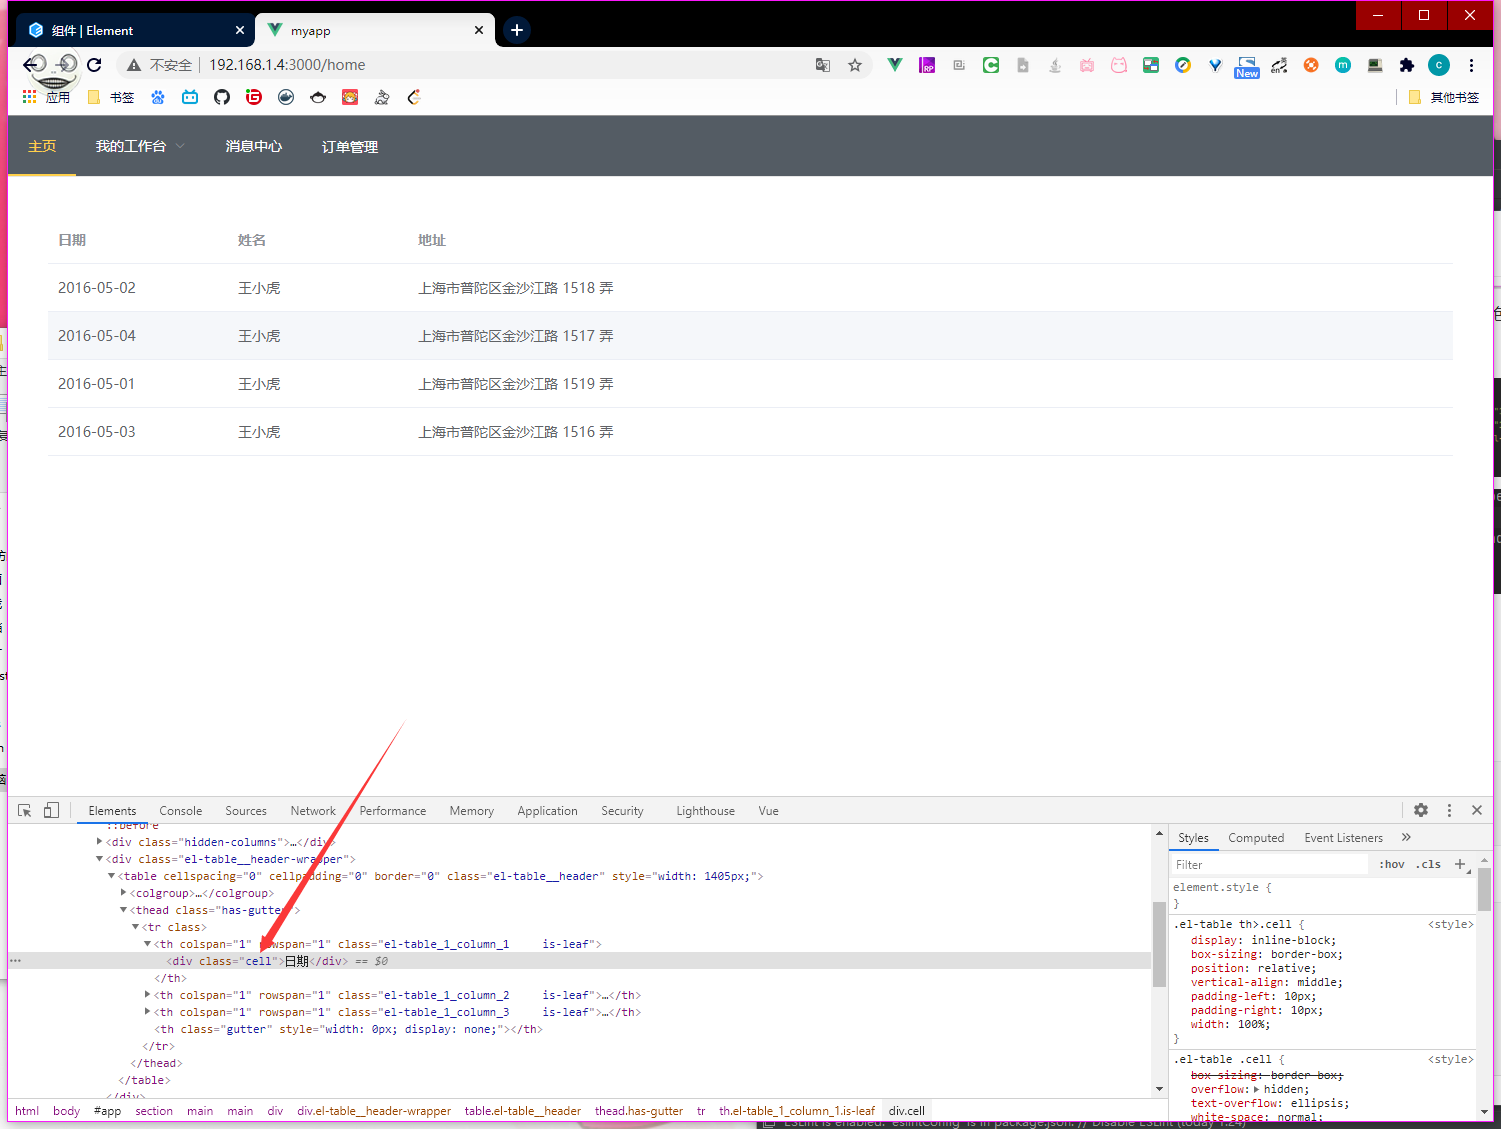 组件 | Element
myapp
不安全 192.168.1.4:3000/home
New
应用 书签 其他书签
主页 我的工作台 消息中心 订单管理
日期 姓名 地址
2016-05-02 王小虎 上海市普陀区金沙江路 1518 弄
2016-05-04 王小虎 上海市普陀区金沙江路 1517 弄
2016-05-01 王小虎 上海市普陀区金沙江路 1519 弄
2016-05-03 王小虎 上海市普陀区金沙江路 1516 弄
Elements Console Sources Network Performance Memory Application Security Lighthouse Vue
::before
<div class="hidden-columns">…</div>
<div class="el-table__header-wrapper">
<table cellspacing="0" cellpadding="0" border="0" class="el-table__header" style="width: 1405px;">
<colgroup>…</colgroup>
<thead class="has-gutter">
<tr class>
<th colspan="1" rowspan="1" class="el-table_1_column_1     is-leaf">
<div class="cell">日期</div> == $0
</th>
<th colspan="1" rowspan="1" class="el-table_1_column_2     is-leaf">…</th>
<th colspan="1" rowspan="1" class="el-table_1_column_3     is-leaf">…</th>
<th class="gutter" style="width: 0px; display: none;"></th>
</tr>
</thead>
</table>
</div>
html body #app section main main div div.el-table__header-wrapper table.el-table__header thead.has-gutter tr th.el-table_1_column_1.is-leaf div.cell
Styles Computed Event Listeners »
Filter :hov .cls +
element.style {
}
.el-table th>.cell { <style>
display: inline-block;
box-sizing: border-box;
position: relative;
vertical-align: middle;
padding-left: 10px;
padding-right: 10px;
width: 100%;
}
.el-table .cell { <style>
box-sizing: border-box;
overflow: hidden;
text-overflow: ellipsis;
white-space: normal;
ESLint is enabled. 'eslintConfig' is in package.json. // Disable ESLint (today 1:24)